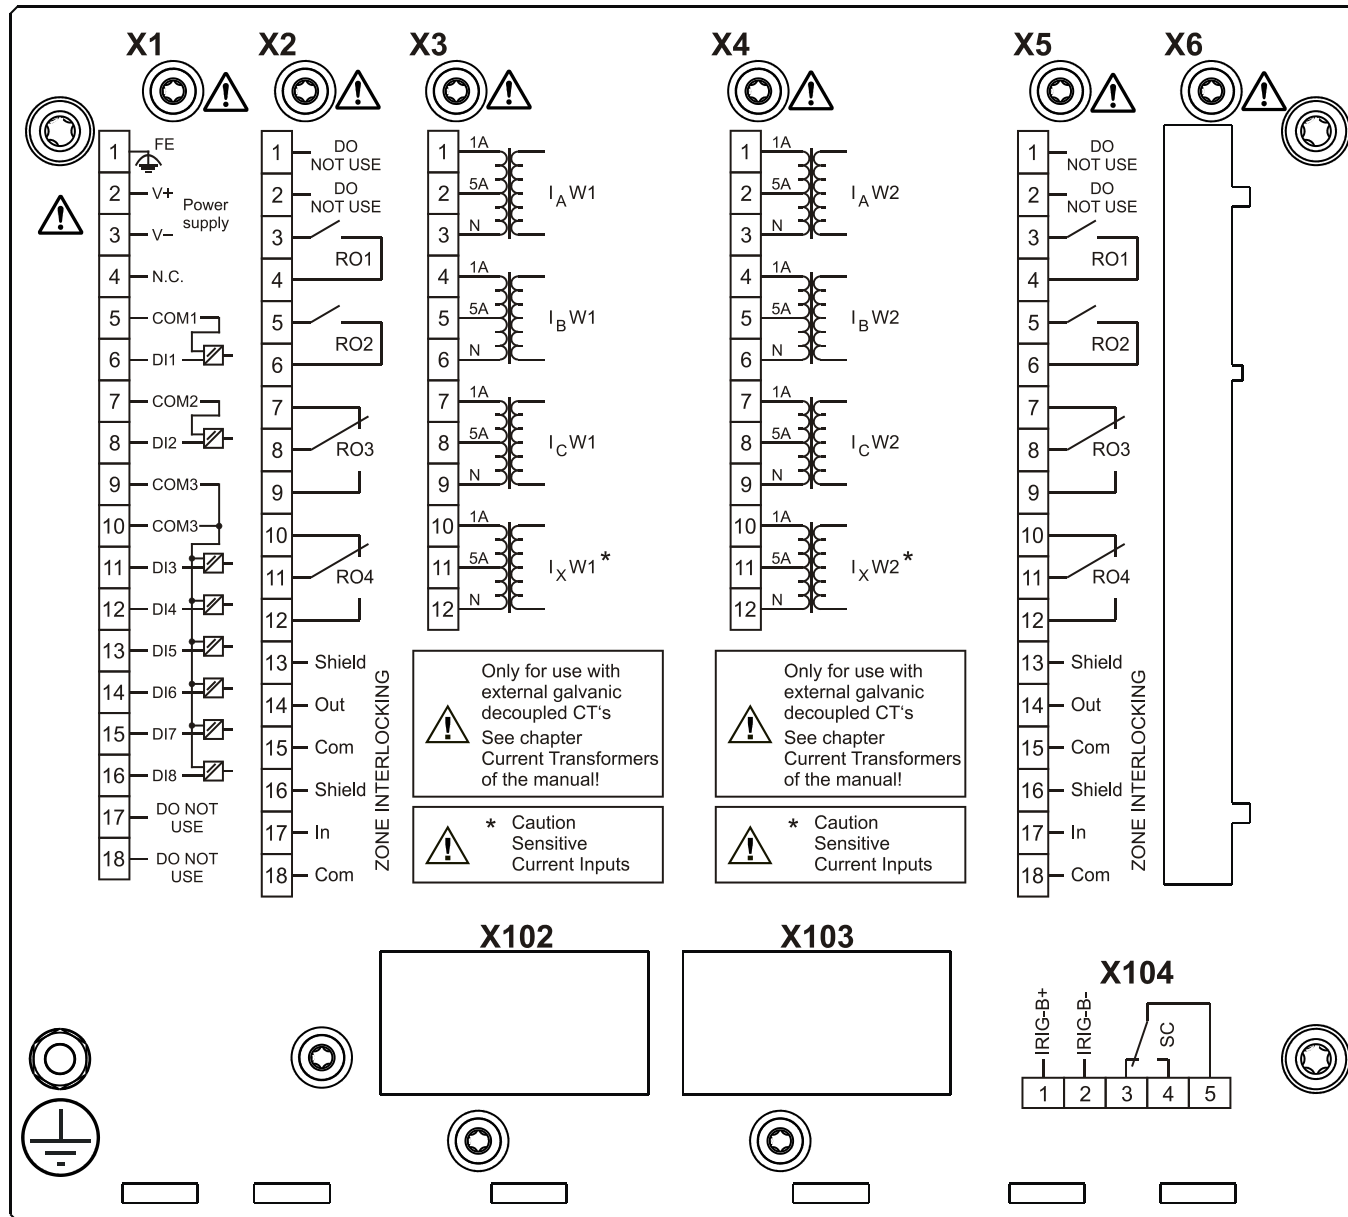 X1
X2
X3
X4
X5
X6
1 FE
2 V+
3 V–
Power
supply
4 N.C.
5 COM1
6 DI1
7 COM2
8 DI2
9 COM3
10 COM3
11 DI3
12 DI4
13 DI5
14 DI6
15 DI7
16 DI8
17 DO NOT
USE
18 DO NOT
USE
1 DO
NOT USE
2 DO
NOT USE
3
RO1
4
5
RO2
6
7
8 RO3
9
10
11 RO4
12
13 Shield
14 Out
15 Com
16 Shield
17 In
18 Com
ZONE INTERLOCKING
1 1A
2 5A IA W1
3 N
4 1A
5 5A IB W1
6 N
7 1A
8 5A IC W1
9 N
10 1A
11 5A IX W1*
12 N
Only for use with
external galvanic
decoupled CT‘s
See chapter
Current Transformers
of the manual!
* Caution
Sensitive
Current Inputs
1 1A
2 5A IA W2
3 N
4 1A
5 5A IB W2
6 N
7 1A
8 5A IC W2
9 N
10 1A
11 5A IX W2*
12 N
Only for use with
external galvanic
decoupled CT‘s
See chapter
Current Transformers
of the manual!
* Caution
Sensitive
Current Inputs
1 DO
NOT USE
2 DO
NOT USE
3
RO1
4
5
RO2
6
7
8 RO3
9
10
11 RO4
12
13 Shield
14 Out
15 Com
16 Shield
17 In
18 Com
ZONE INTERLOCKING
X102
X103
X104
IRIG-B+
IRIG-B-
SC
1 2 3 4 5